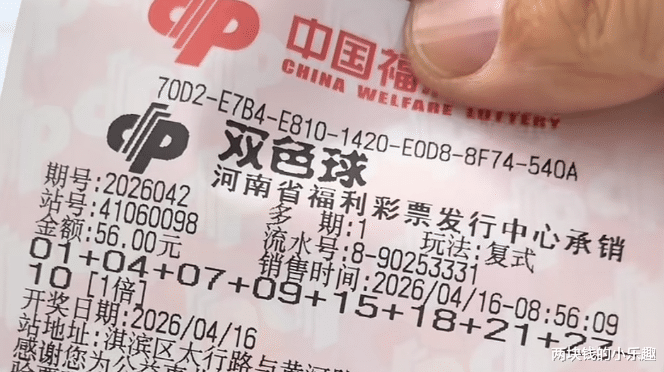 中国福
CHINA WELFARE LOTTERY
70D2-E7B4-E810-1420-E0D8-8F74-540A
双色球
河南省福利彩票发行中心承销
期号:2026042 多 期:1 玩法:复式
站号:41060098 流水号:8-90253331
金额:56.00元 销售时间:2026/04/16-08:56:09
01+04+07+09+15+18+21+
10 [1倍]
开奖日期:2026/04/16
站地址:淇滨区太行路与黄河
感谢您为公益
两块钱的小乐趣